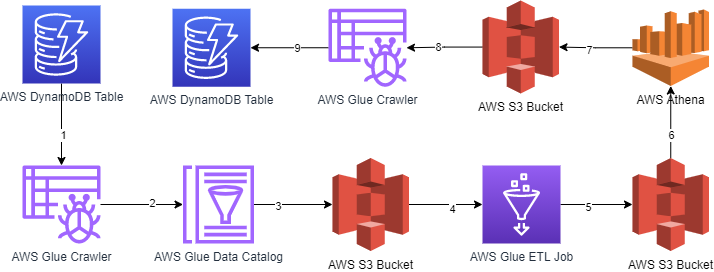 AWS DynamoDB Table
AWS DynamoDB Table
9
AWS Glue Crawler
8
AWS S3 Bucket
7
AWS Athena
1
6
AWS Glue Crawler
2
AWS Glue Data Catalog
3
AWS S3 Bucket
4
AWS Glue ETL Job
5
AWS S3 Bucket